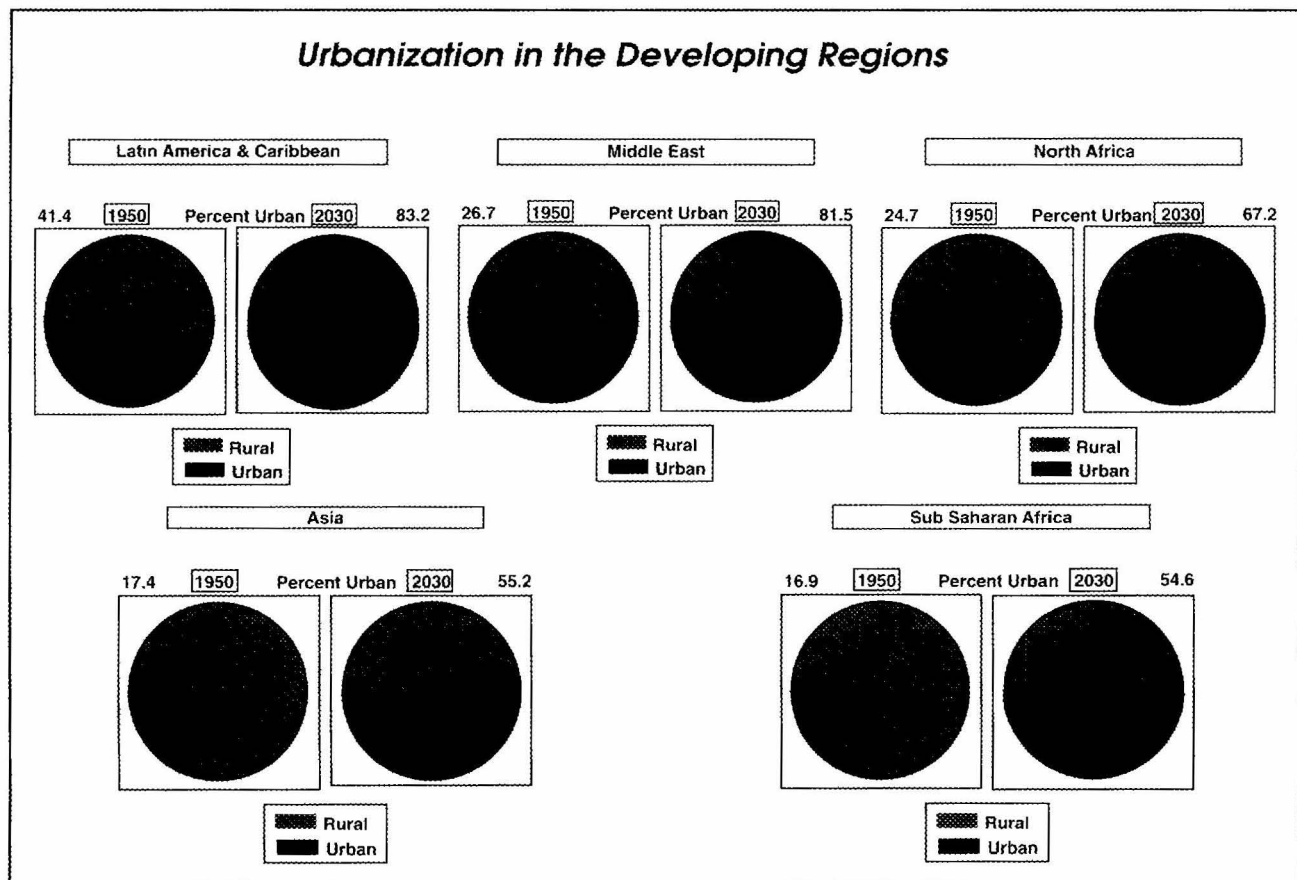 Urbanization in the Developing Regions
Latin America & Caribbean
41.4 1950 Percent Urban 2030 83.2
Rural
Urban
Middle East
26.7 1950 Percent Urban 2030 81.5
Rural
Urban
North Africa
24.7 1950 Percent Urban 2030 67.2
Rural
Urban
Asia
17.4 1950 Percent Urban 2030 55.2
Rural
Urban
Sub Saharan Africa
16.9 1950 Percent Urban 2030 54.6
Rural
Urban